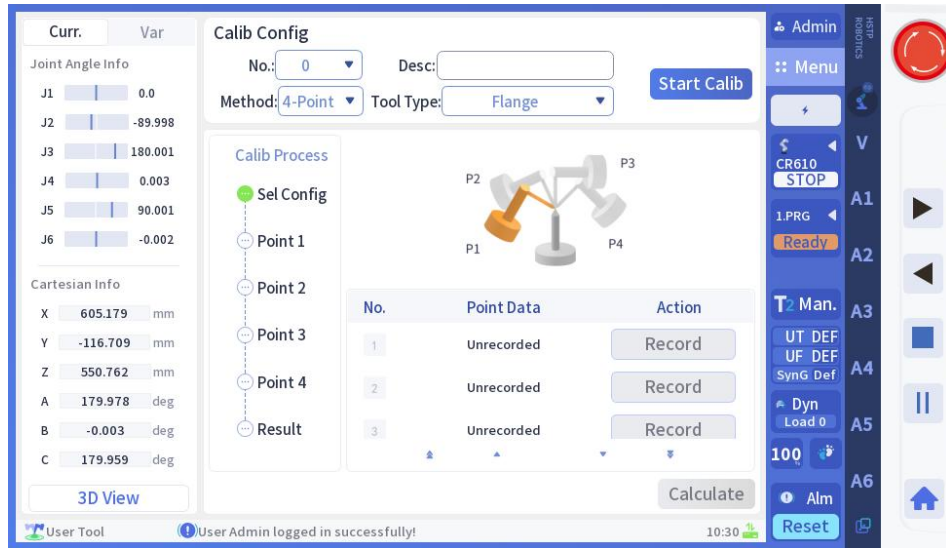 Curr. Var
Joint Angle Info
J1 0.0
J2 -89.998
J3 180.001
J4 0.003
J5 90.001
J6 -0.002
Cartesian Info
X 605.179 mm
Y -116.709 mm
Z 550.762 mm
A 179.978 deg
B -0.003 deg
C 179.959 deg
3D View
Calib Config
No.: 0 Desc:
Method: 4-Point Tool Type: Flange
Start Calib
Calib Process
Sel Config
Point 1
Point 2
Point 3
Point 4
Result
P2 P3
P1 P4
No. Point Data Action
1 Unrecorded Record
2 Unrecorded Record
3 Unrecorded Record
Calculate
User Tool User Admin logged in successfully! 10:30
Admin
Menu
CR610
STOP
1.PRG
Ready
T2 Man.
UT DEF
UF DEF
SynG Def
Dyn
Load 0
100 %
Alm
Reset
HSTP
ROBOTICS
V
A1
A2
A3
A4
A5
A6